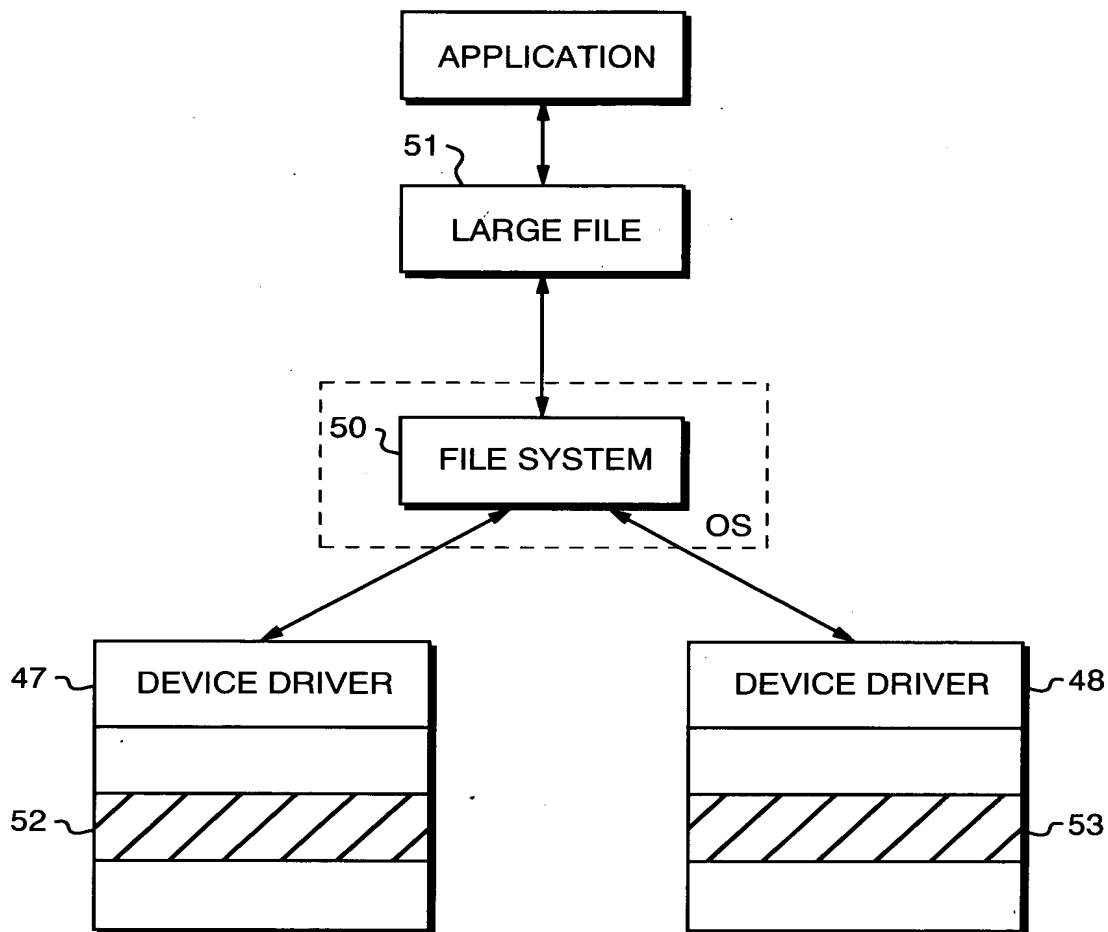 APPLICATION
51
LARGE FILE
50
FILE SYSTEM
OS
47
DEVICE DRIVER
DEVICE DRIVER
48
52
53